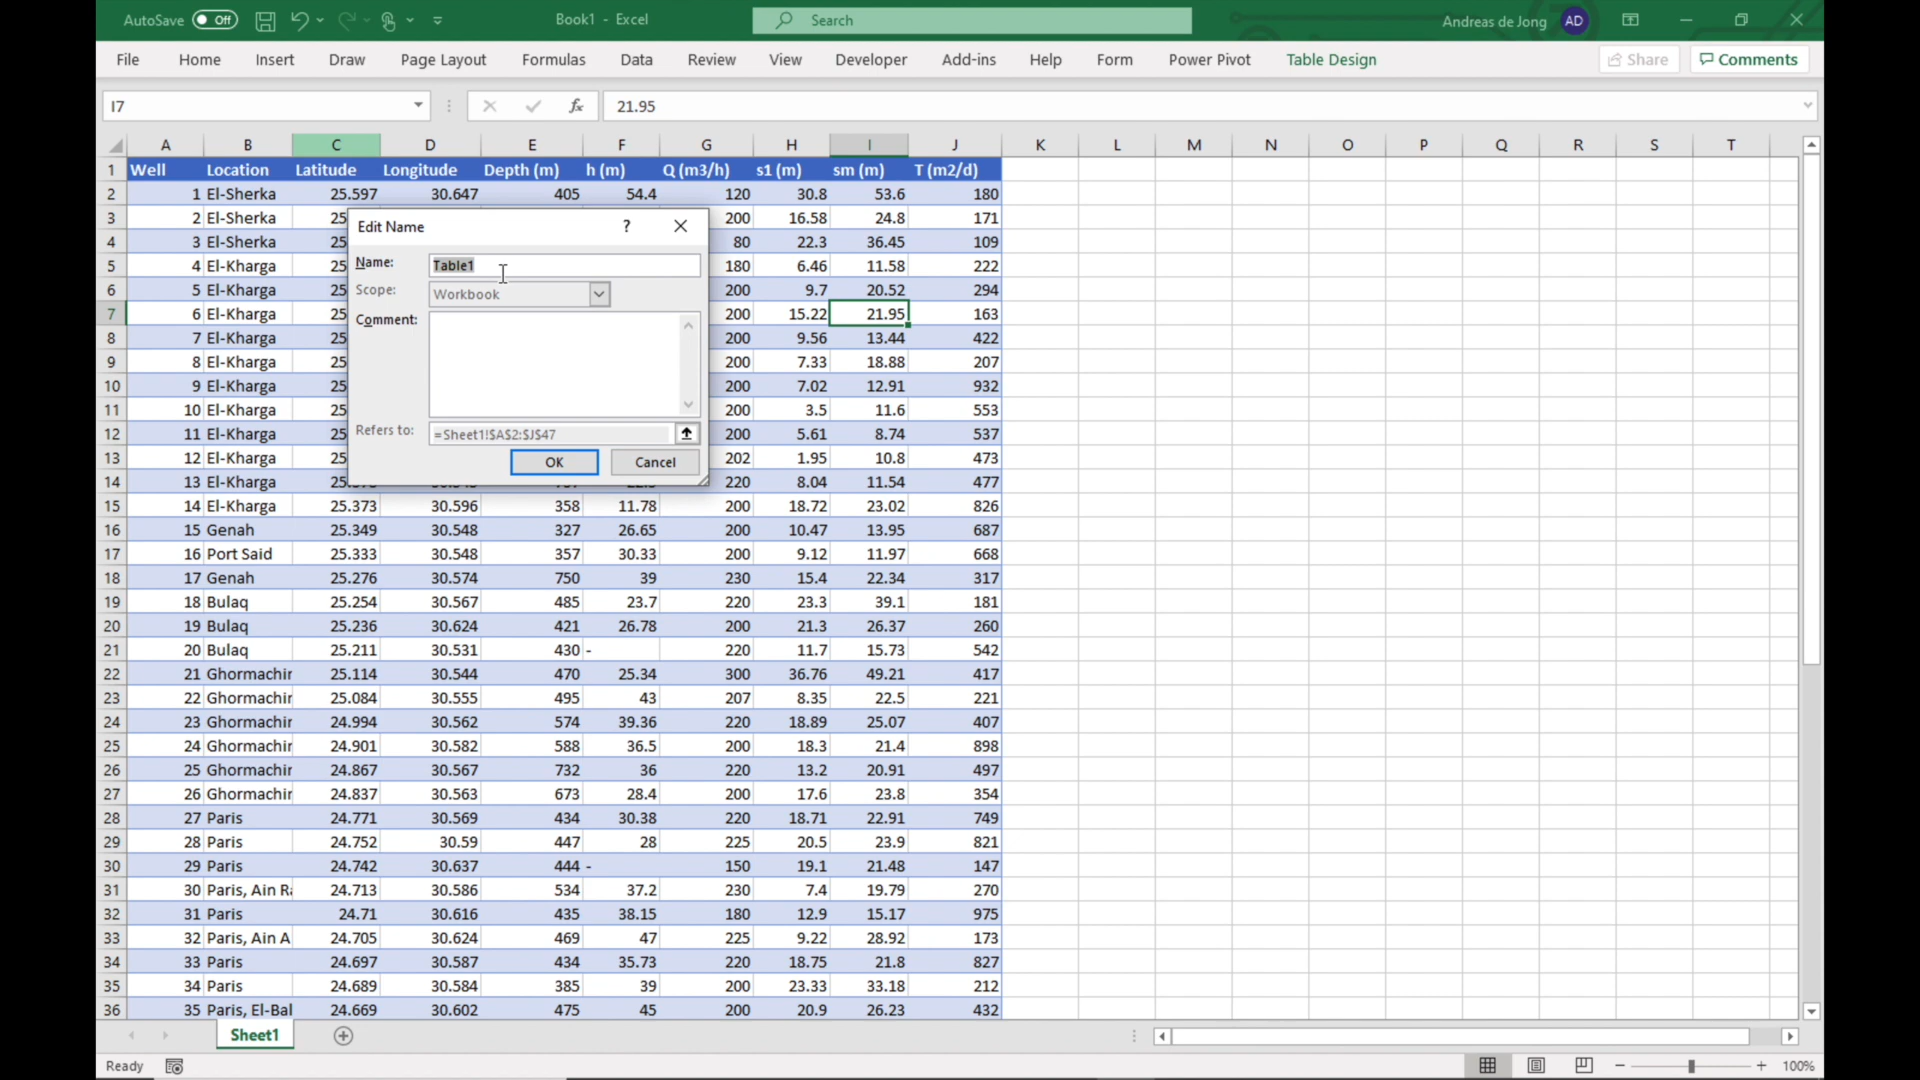 AutoSave Off Book1 - Excel Search Andreas de Jong AD
File Home Insert Draw Page Layout Formulas Data Review View Developer Add-ins Help Form Power Pivot Table Design Share Comments
I7 fx 21.95
A B C D E F G H I J K L M N O P Q R S T
1 Well Location Latitude Longitude Depth (m) h (m) Q (m3/h) s1 (m) sm (m) T (m2/d)
2 1 El-Sherka 25.597 30.647 405 54.4 120 30.8 53.6 180
3 2 El-Sherka 25 200 16.58 24.8 171
4 3 El-Sherka 25 80 22.3 36.45 109
5 4 El-Kharga 25 180 6.46 11.58 222
6 5 El-Kharga 25 200 9.7 20.52 294
7 6 El-Kharga 25 200 15.22 21.95 163
8 7 El-Kharga 25 200 9.56 13.44 422
9 8 El-Kharga 25 200 7.33 18.88 207
10 9 El-Kharga 25 200 7.02 12.91 932
11 10 El-Kharga 25 200 3.5 11.6 553
12 11 El-Kharga 25 200 5.61 8.74 537
13 12 El-Kharga 25 202 1.95 10.8 473
14 13 El-Kharga 220 8.04 11.54 477
Edit Name ?
Name: Table1
Scope: Workbook
Comment:
Refers to: =Sheet1!$A$2:$J$47
OK Cancel
15 14 El-Kharga 25.373 30.596 358 11.78 200 18.72 23.02 826
16 15 Genah 25.349 30.548 327 26.65 200 10.47 13.95 687
17 16 Port Said 25.333 30.548 357 30.33 200 9.12 11.97 668
18 17 Genah 25.276 30.574 750 39 230 15.4 22.34 317
19 18 Bulaq 25.254 30.567 485 23.7 220 23.3 39.1 181
20 19 Bulaq 25.236 30.624 421 26.78 200 21.3 26.37 260
21 20 Bulaq 25.211 30.531 430 - 220 11.7 15.73 542
22 21 Ghormachir 25.114 30.544 470 25.34 300 36.76 49.21 417
23 22 Ghormachir 25.084 30.555 495 43 207 8.35 22.5 221
24 23 Ghormachir 24.994 30.562 574 39.36 220 18.89 25.07 407
25 24 Ghormachir 24.901 30.582 588 36.5 200 18.3 21.4 898
26 25 Ghormachir 24.867 30.567 732 36 220 13.2 20.91 497
27 26 Ghormachir 24.837 30.563 673 28.4 200 17.6 23.8 354
28 27 Paris 24.771 30.569 434 30.38 220 18.71 22.91 749
29 28 Paris 24.752 30.59 447 28 225 20.5 23.9 821
30 29 Paris 24.742 30.637 444 - 150 19.1 21.48 147
31 30 Paris, Ain Ra 24.713 30.586 534 37.2 230 7.4 19.79 270
32 31 Paris 24.71 30.616 435 38.15 180 12.9 15.17 975
33 32 Paris, Ain A 24.705 30.624 469 47 225 9.22 28.92 173
34 33 Paris 24.697 30.587 434 35.73 220 18.75 21.8 827
35 34 Paris 24.689 30.584 385 39 200 23.33 33.18 212
36 35 Paris, El-Bal 24.669 30.602 475 45 200 20.9 26.23 432
Sheet1
Ready 100%